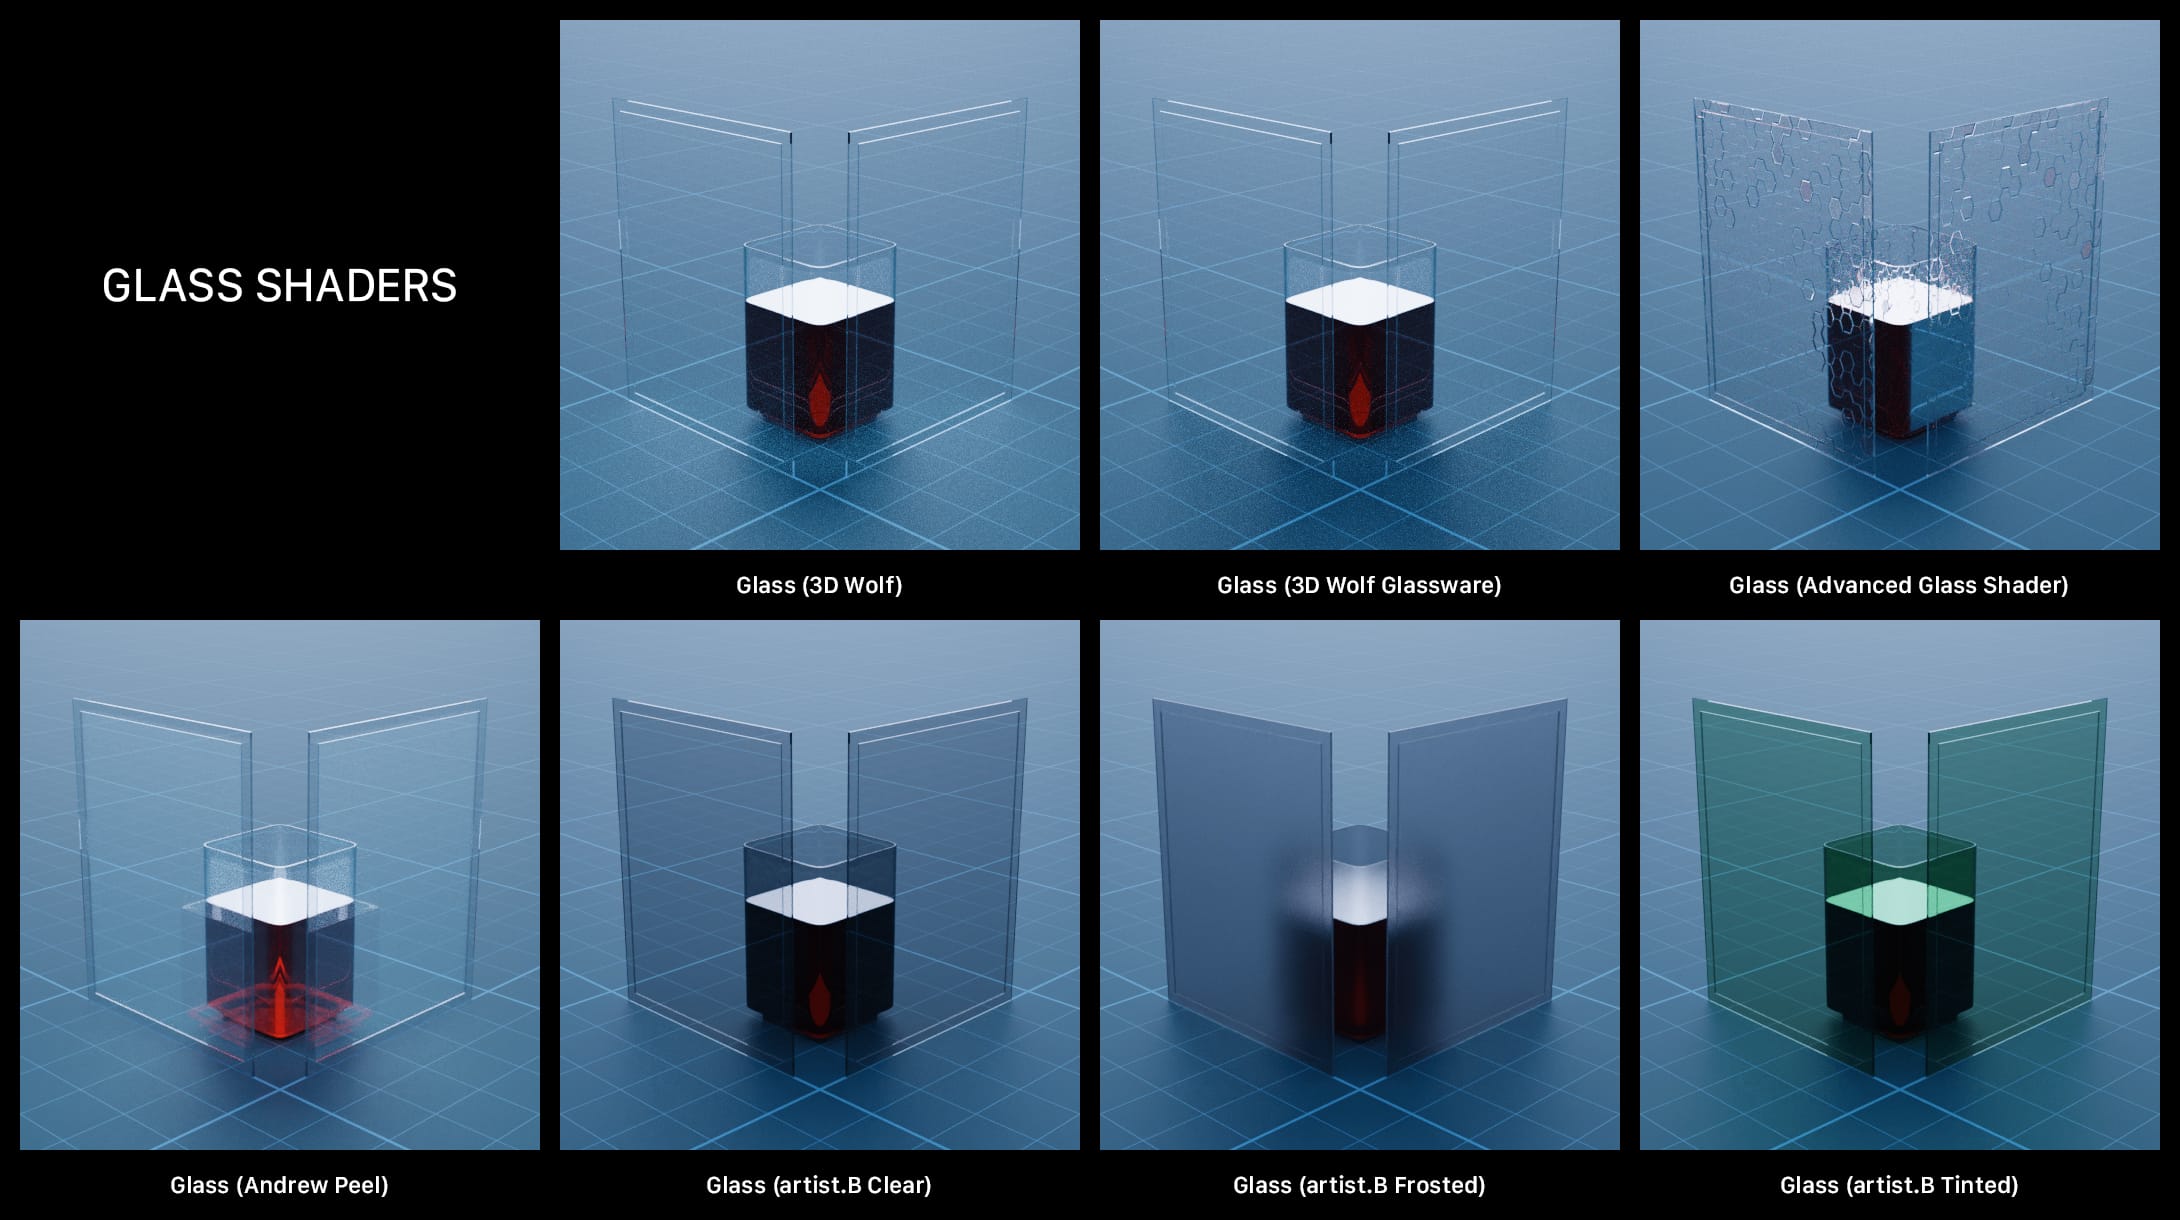 GLASS SHADERS
Glass (3D Wolf)
Glass (3D Wolf Glassware)
Glass (Advanced Glass Shader)
Glass (Andrew Peel)
Glass (artist.B Clear)
Glass (artist.B Frosted)
Glass (artist.B Tinted)